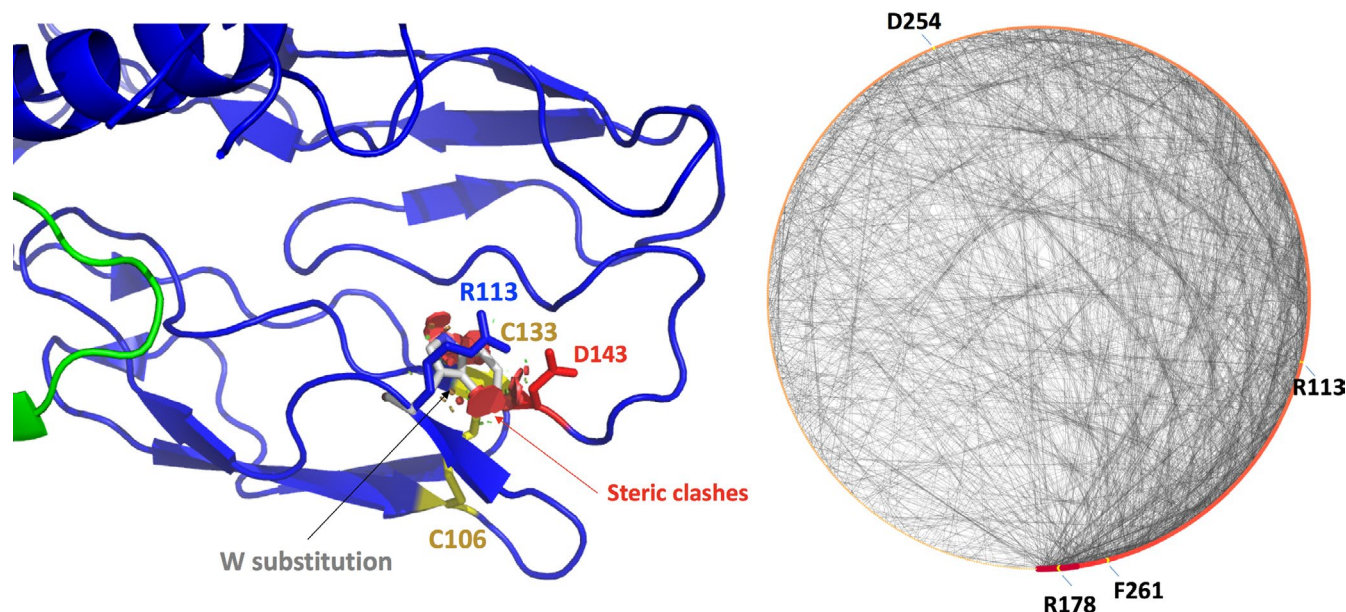 R113
C133
D143
Steric clashes
C106
W substitution
D254
R113
F261
R178